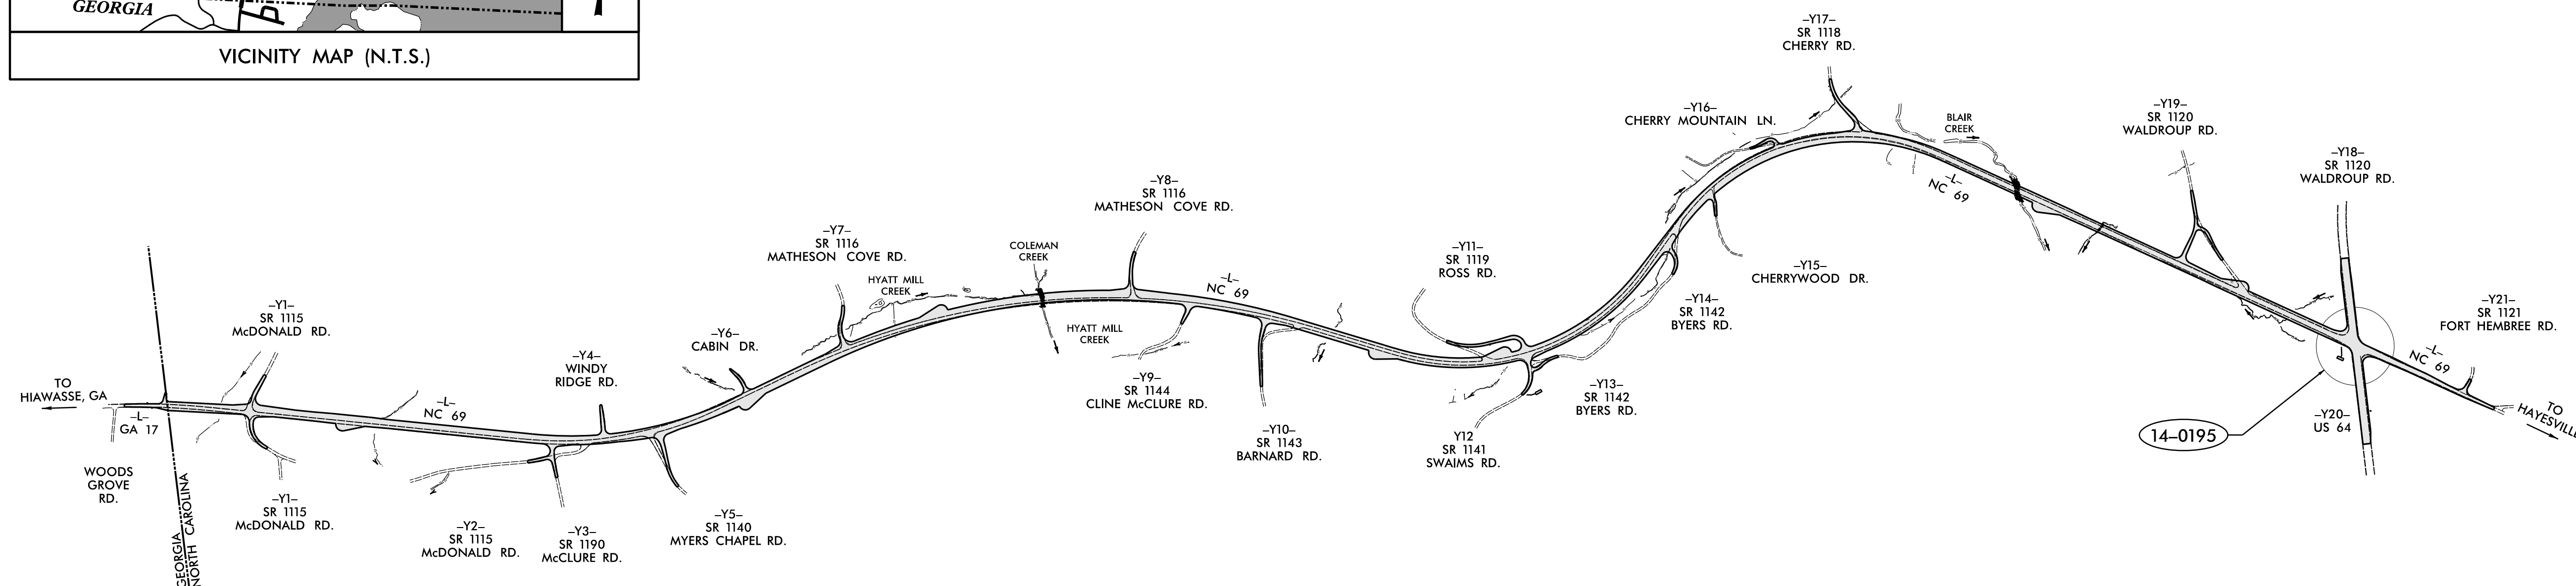 GEORGIA
VICINITY MAP (N.T.S.)
–Y17–
SR 1118
CHERRY RD.
–Y16–
CHERRY MOUNTAIN LN.
BLAIR
CREEK
–Y19–
SR 1120
WALDROUP RD.
–Y18–
SR 1120
WALDROUP RD.
–Y8–
SR 1116
MATHESON COVE RD.
–L–
NC 69
–Y7–
SR 1116
MATHESON COVE RD.
COLEMAN
CREEK
–Y11–
SR 1119
ROSS RD.
–Y15–
CHERRYWOOD DR.
HYATT MILL
CREEK
–L–
NC 69
–Y1–
SR 1115
McDONALD RD.
–Y14–
SR 1142
BYERS RD.
–Y21–
SR 1121
FORT HEMBREE RD.
–Y6–
CABIN DR.
HYATT MILL
CREEK
–Y4–
WINDY
RIDGE RD.
–L–
NC 69
TO
HIAWASSE, GA
–Y9–
SR 1144
CLINE McCLURE RD.
–Y13–
SR 1142
BYERS RD.
TO
HAYESVILLE
–L–
GA 17
–L–
NC 69
–Y20–
US 64
14–0195
–Y10–
SR 1143
BARNARD RD.
Y12
SR 1141
SWAIMS RD.
WOODS
GROVE
RD.
–Y1–
SR 1115
McDONALD RD.
–Y2–
SR 1115
McDONALD RD.
–Y3–
SR 1190
McCLURE RD.
–Y5–
SR 1140
MYERS CHAPEL RD.
GEORGIA
NORTH CAROLINA